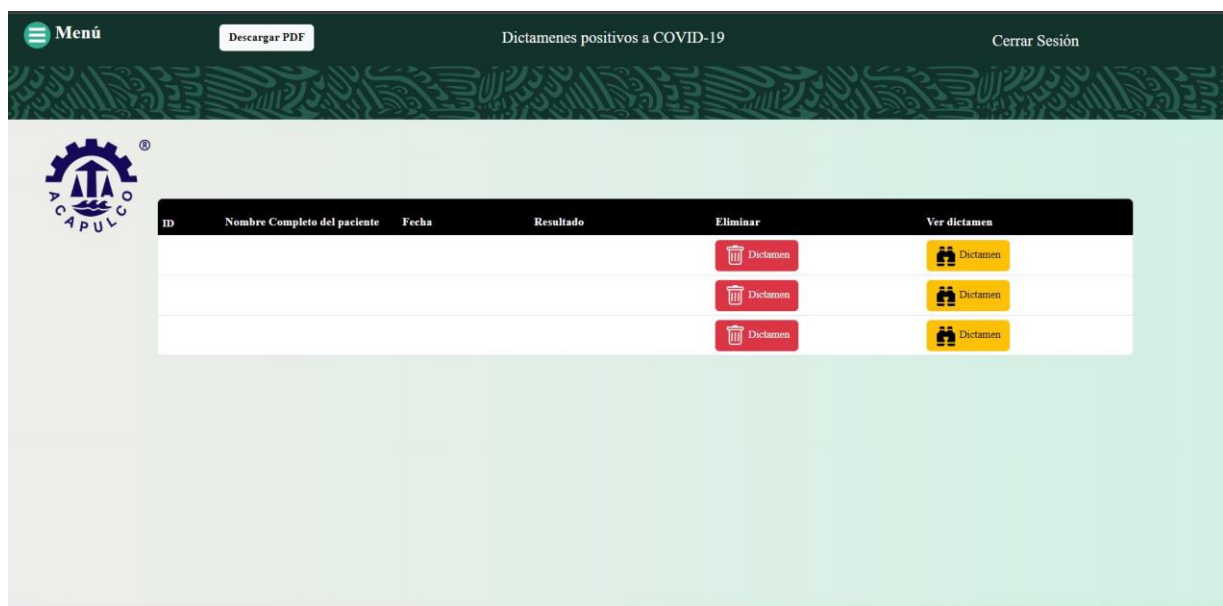 Menú
Descargar PDF
Dictamenes positivos a COVID-19
Cerrar Sesión
®
ACAPULCO
ID Nombre Completo del paciente Fecha Resultado Eliminar Ver dictamen
Dictamen Dictamen
Dictamen Dictamen
Dictamen Dictamen